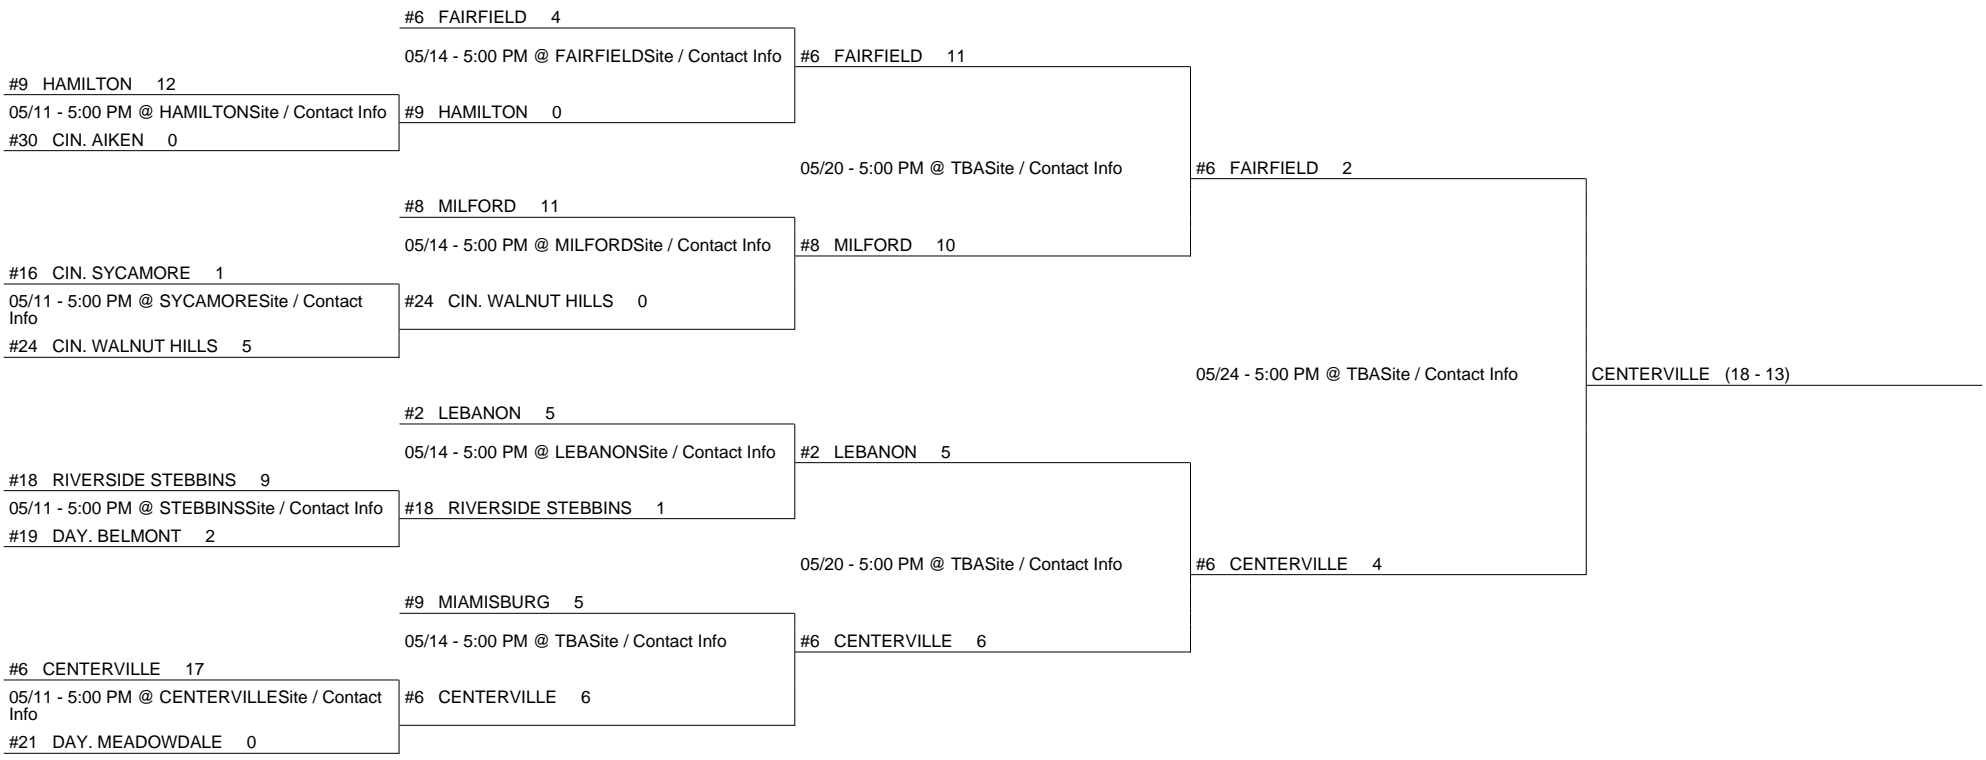 #6 FAIRFIELD 4
05/14 - 5:00 PM @ FAIRFIELDSite / Contact Info
#6 FAIRFIELD 11
#9 HAMILTON 12
05/11 - 5:00 PM @ HAMILTONSite / Contact Info
#9 HAMILTON 0
#30 CIN. AIKEN 0
05/20 - 5:00 PM @ TBASite / Contact Info
#6 FAIRFIELD 2
#8 MILFORD 11
05/14 - 5:00 PM @ MILFORDSite / Contact Info
#8 MILFORD 10
#16 CIN. SYCAMORE 1
05/11 - 5:00 PM @ SYCAMORESite / Contact
Info
#24 CIN. WALNUT HILLS 0
#24 CIN. WALNUT HILLS 5
05/24 - 5:00 PM @ TBASite / Contact Info
CENTERVILLE (18 - 13)
#2 LEBANON 5
05/14 - 5:00 PM @ LEBANONSite / Contact Info
#2 LEBANON 5
#18 RIVERSIDE STEBBINS 9
05/11 - 5:00 PM @ STEBBINSSite / Contact Info
#18 RIVERSIDE STEBBINS 1
#19 DAY. BELMONT 2
05/20 - 5:00 PM @ TBASite / Contact Info
#6 CENTERVILLE 4
#9 MIAMISBURG 5
05/14 - 5:00 PM @ TBASite / Contact Info
#6 CENTERVILLE 6
#6 CENTERVILLE 17
05/11 - 5:00 PM @ CENTERVILLESite / Contact
Info
#6 CENTERVILLE 6
#21 DAY. MEADOWDALE 0